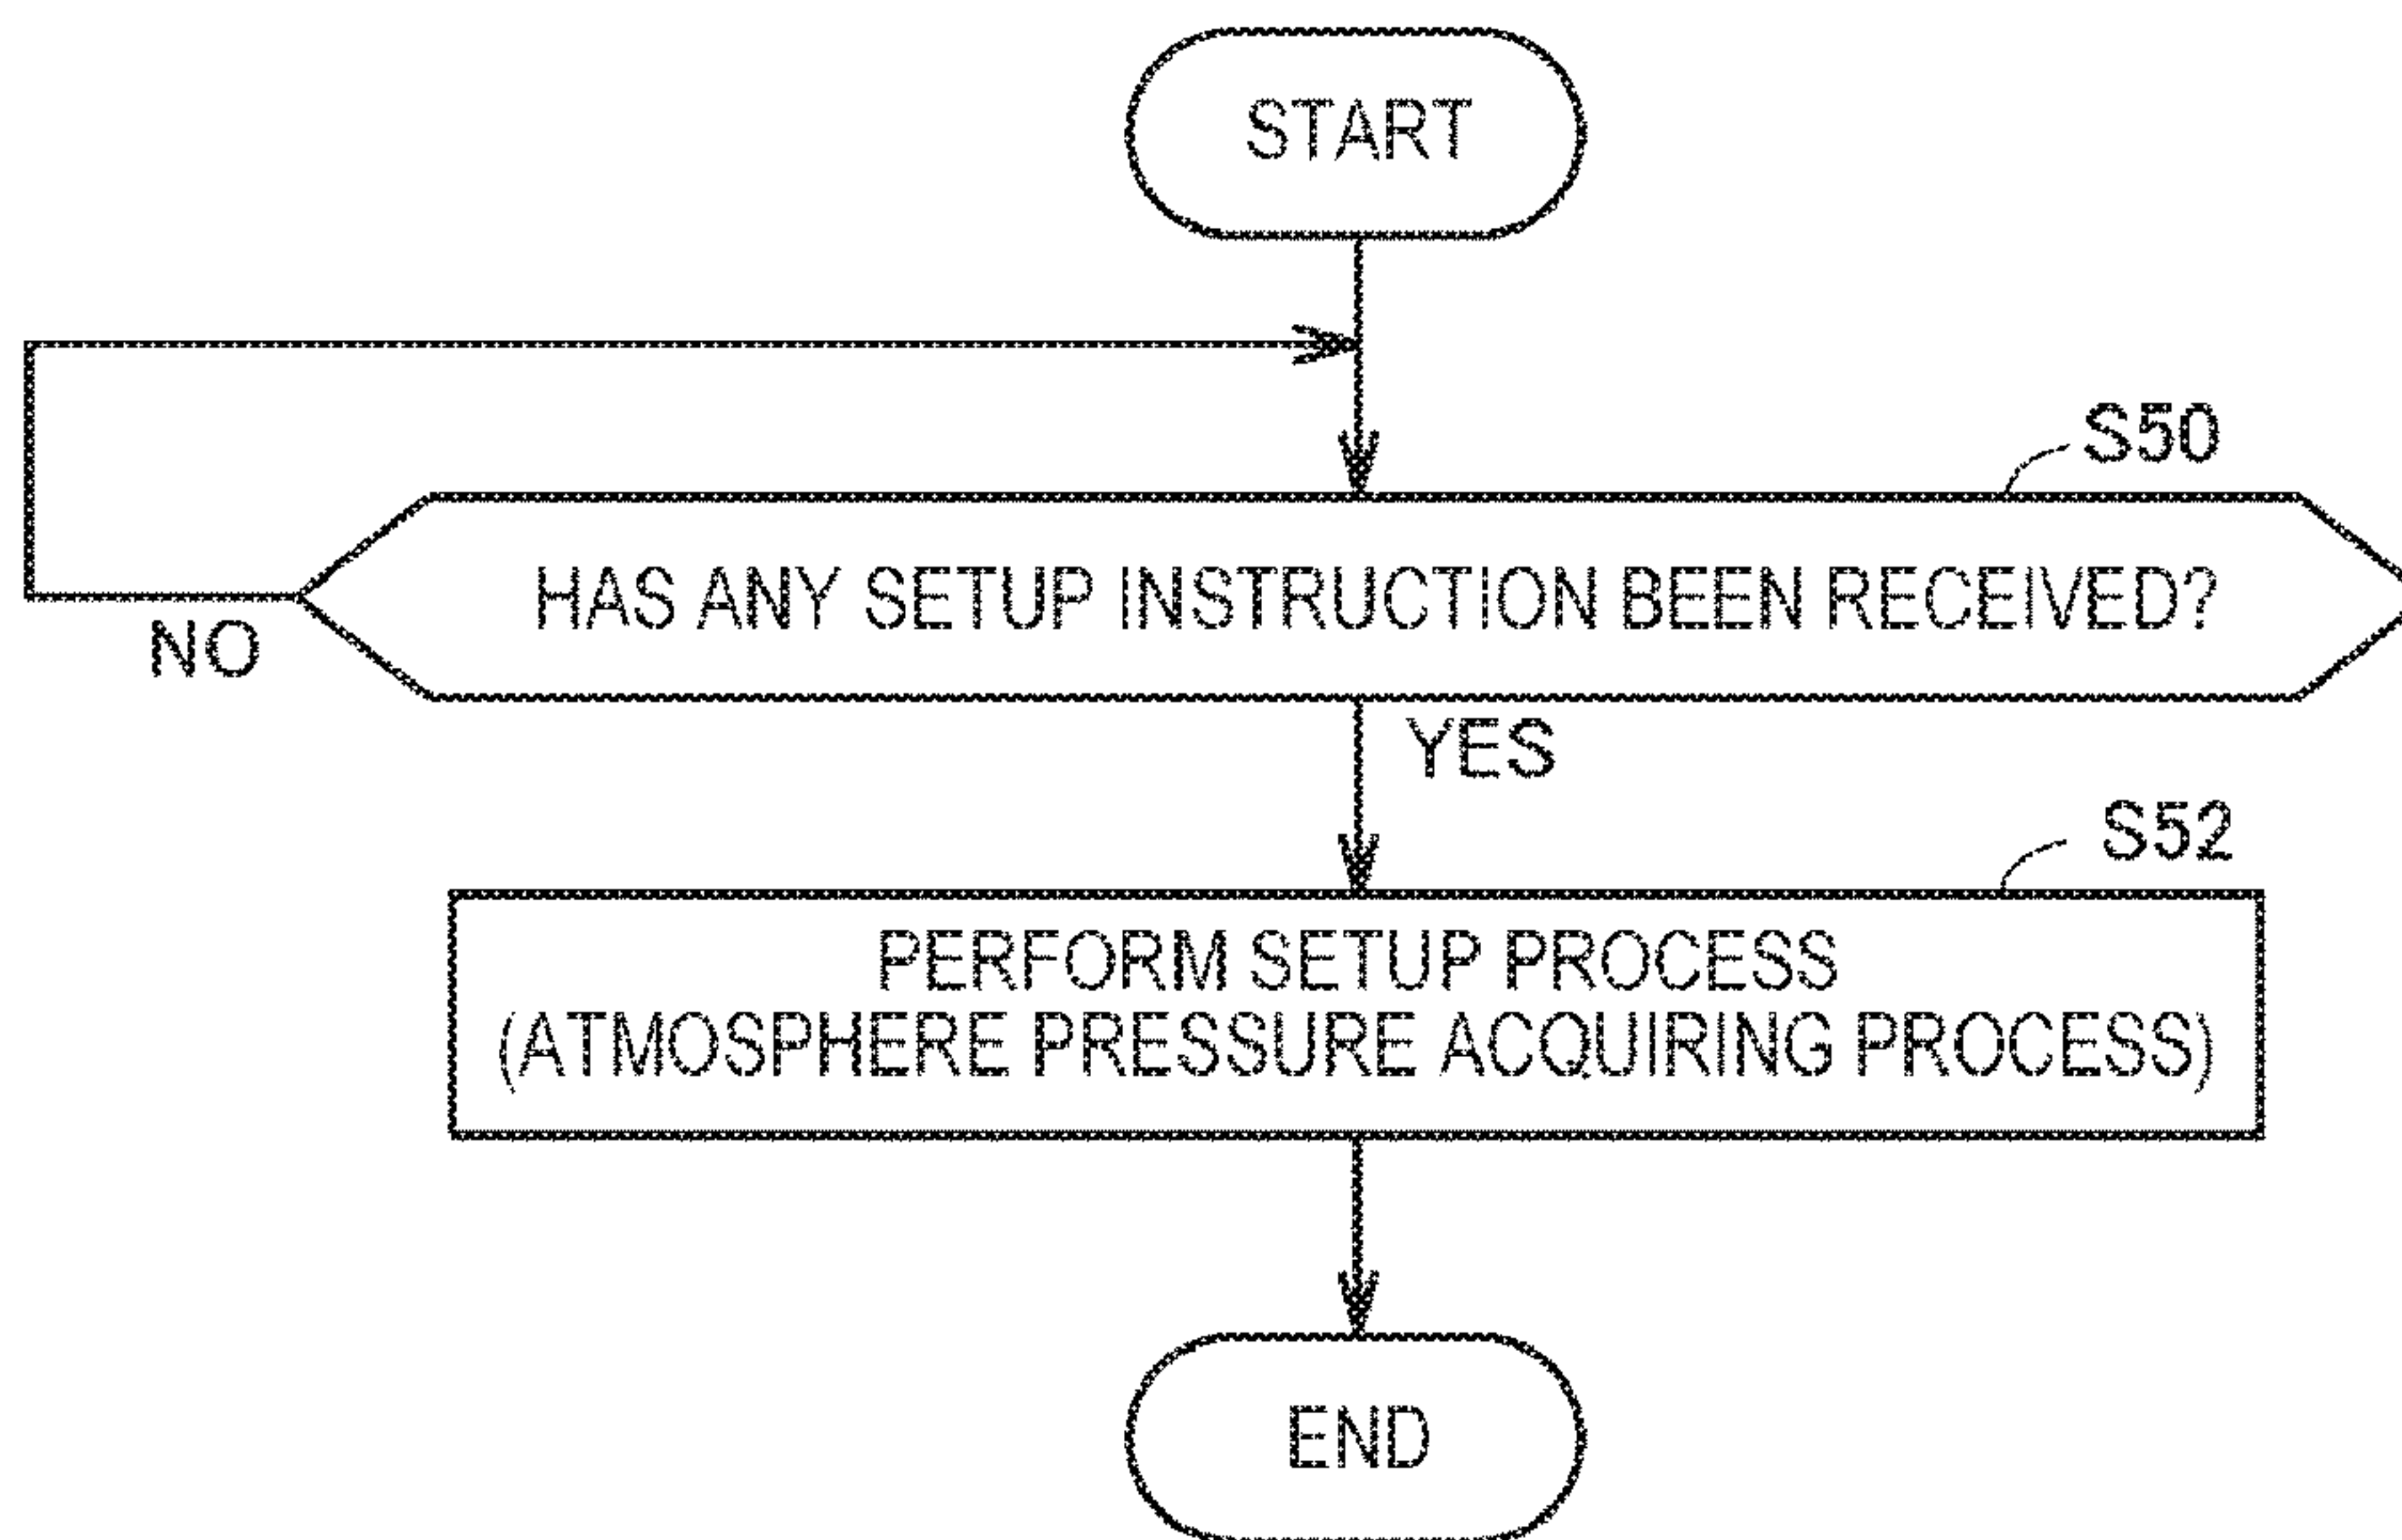 START
S50
HAS ANY SETUP INSTRUCTION BEEN RECEIVED?
NO
YES
S52
PERFORM SETUP PROCESS
(ATMOSPHERE PRESSURE ACQUIRING PROCESS)
END